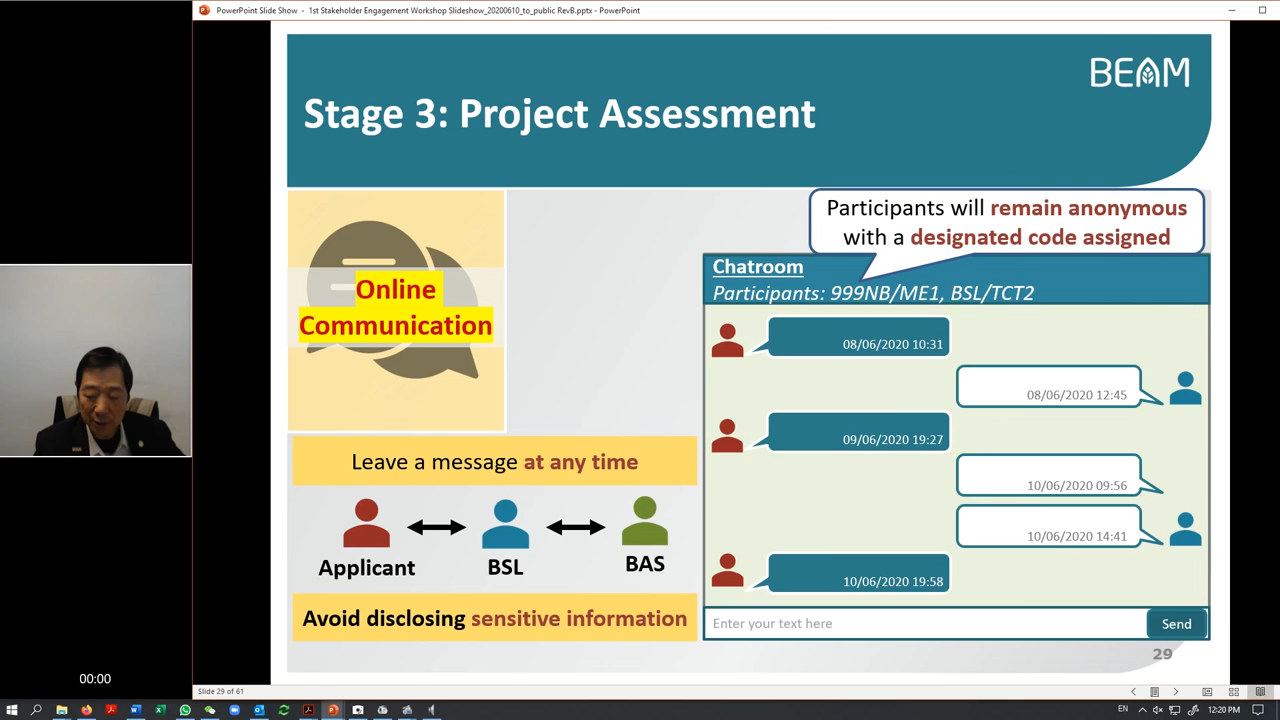 PowerPoint Slide Show - 1st Stakeholder Engagement Workshop Slideshow_20200610_to_public RevB.pptx - PowerPoint
BEAM
Stage 3: Project Assessment
Participants will remain anonymous
with a designated code assigned
Online
Communication
Chatroom
Participants: 999NB/ME1, BSL/TCT2
08/06/2020 10:31
08/06/2020 12:45
09/06/2020 19:27
10/06/2020 09:56
10/06/2020 14:41
10/06/2020 19:58
Enter your text here
Send
Leave a message at any time
Applicant
BSL
BAS
Avoid disclosing sensitive information
29
00:00
Slide 29 of 61
EN
12:20 PM